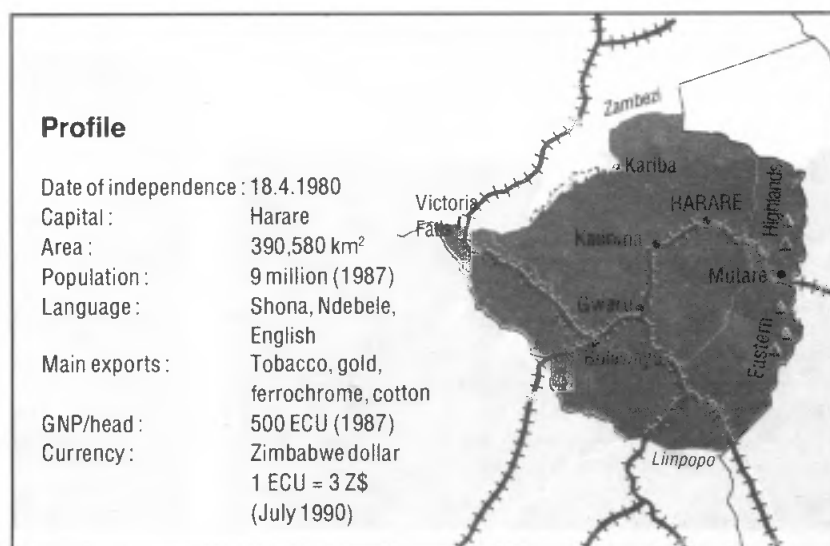 Profile
Date of independence : 18.4.1980
Capital : Harare
Area : 390,580 km²
Population : 9 million (1987)
Language : Shona, Ndebele,
English
Main exports : Tobacco, gold,
ferrochrome, cotton
GNP/head : 500 ECU (1987)
Currency : Zimbabwe dollar
1 ECU = 3 Z$
(July 1990)
Zambezi
Kariba
Victoria
Falls
HARARE
Highlands
Mutare
Gweru
Eastern
Limpopo